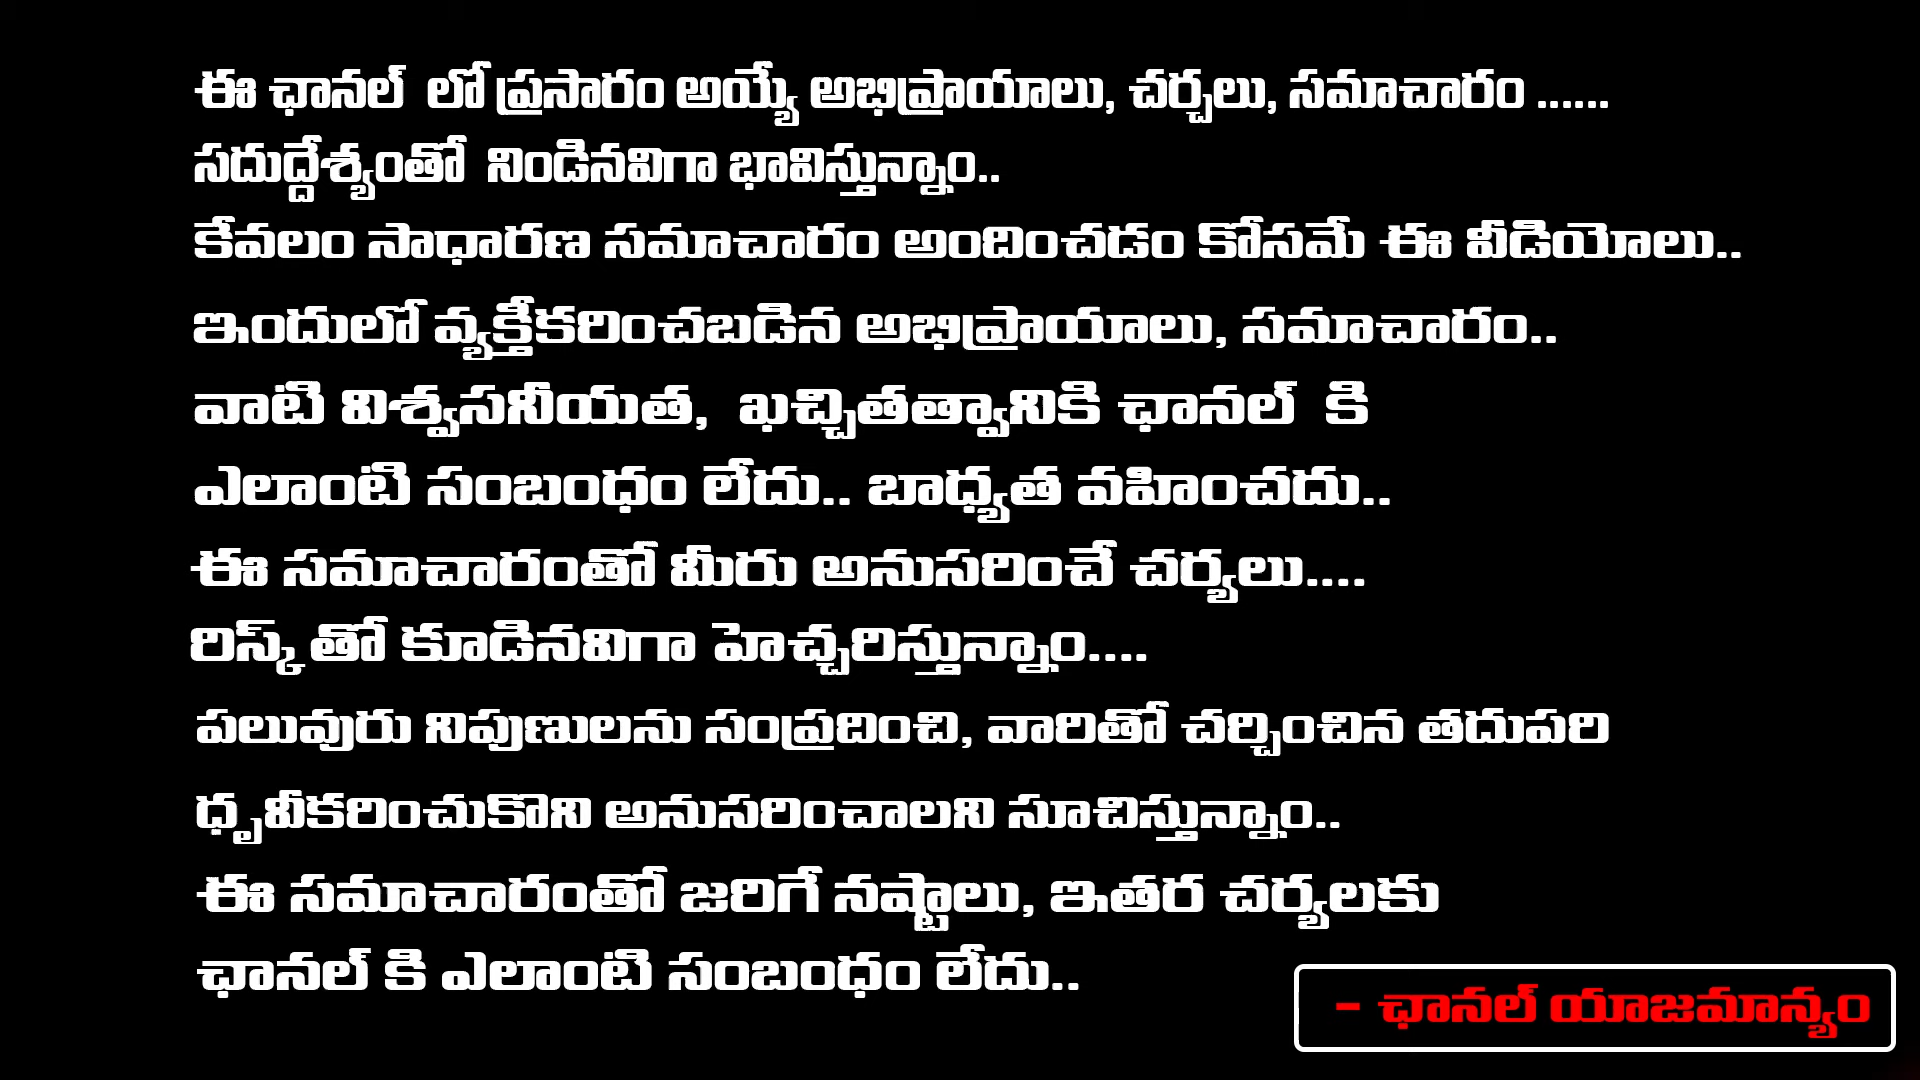 ఈ ఛానల్ లో ప్రసారం అయ్యే అభిప్రాయాలు, చర్చలు, సమాచారం ......
సదుద్దేశ్యంతో నిండినవిగా భావిస్తున్నాం..
కేవలం సాధారణ సమాచారం అందించడం కోసమే ఈ వీడియోలు..
ఇందులో వ్యక్తీకరించబడిన అభిప్రాయాలు, సమాచారం..
వాటి విశ్వసనీయత, ఖచ్చితత్వానికి ఛానల్ కి
ఎలాంటి సంబంధం లేదు.. బాధ్యత వహించదు..
ఈ సమాచారంతో మీరు అనుసరించే చర్యలు....
రిస్క్ తో కూడినవిగా హెచ్చరిస్తున్నాం....
పలువురు నిపుణులను సంప్రదించి, వారితో చర్చించిన తదుపరి
ధృవీకరించుకొని అనుసరించాలని సూచిస్తున్నాం..
ఈ సమాచారంతో జరిగే నష్టాలు, ఇతర చర్యలకు
ఛానల్ కి ఎలాంటి సంబంధం లేదు..
- ఛానల్ యాజమాన్యం